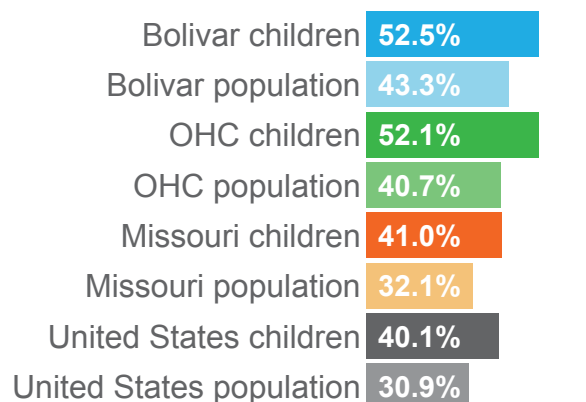 Bolivar children 52.5%
Bolivar population 43.3%
OHC children 52.1%
OHC population 40.7%
Missouri children 41.0%
Missouri population 32.1%
United States children 40.1%
United States population 30.9%